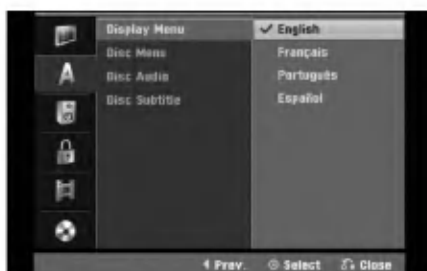 Display Menu
Disc Menu
Disc Audio
Disc Subtitle
✓ English
Français
Português
Español
A
◄ Prev. ◎ Select Close